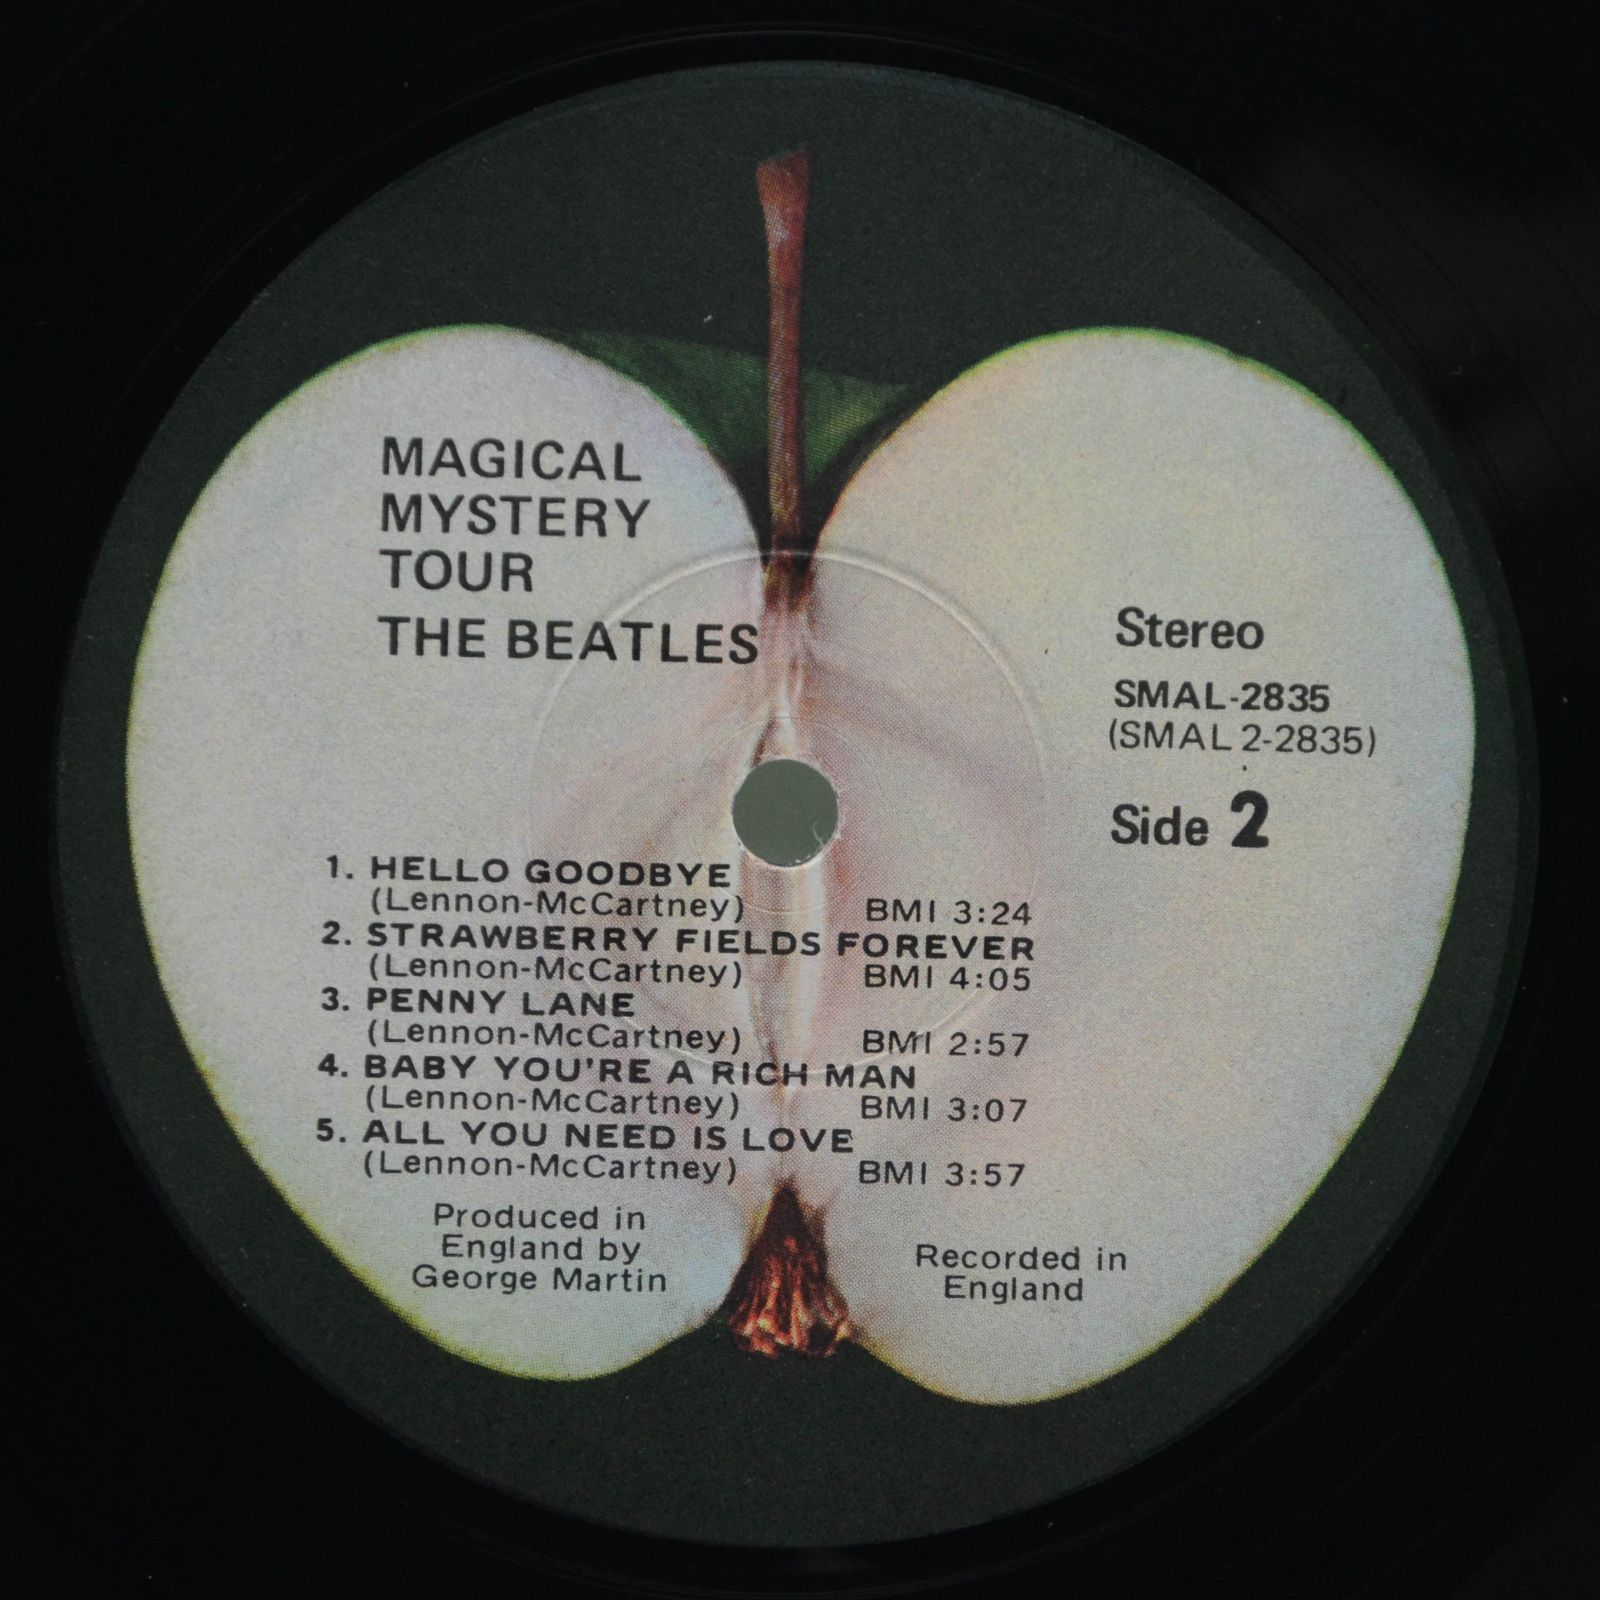 MAGICAL
MYSTERY
TOUR
THE BEATLES
Stereo
SMAL-2835
(SMAL 2-2835)
Side 2
1. HELLO GOODBYE
(Lennon-McCartney) BMI 3:24
2. STRAWBERRY FIELDS FOREVER
(Lennon-McCartney) BMI 4:05
3. PENNY LANE
(Lennon-McCartney) BMI 2:57
4. BABY YOU'RE A RICH MAN
(Lennon-McCartney) BMI 3:07
5. ALL YOU NEED IS LOVE
(Lennon-McCartney) BMI 3:57
Produced in
England by
George Martin
Recorded in
England